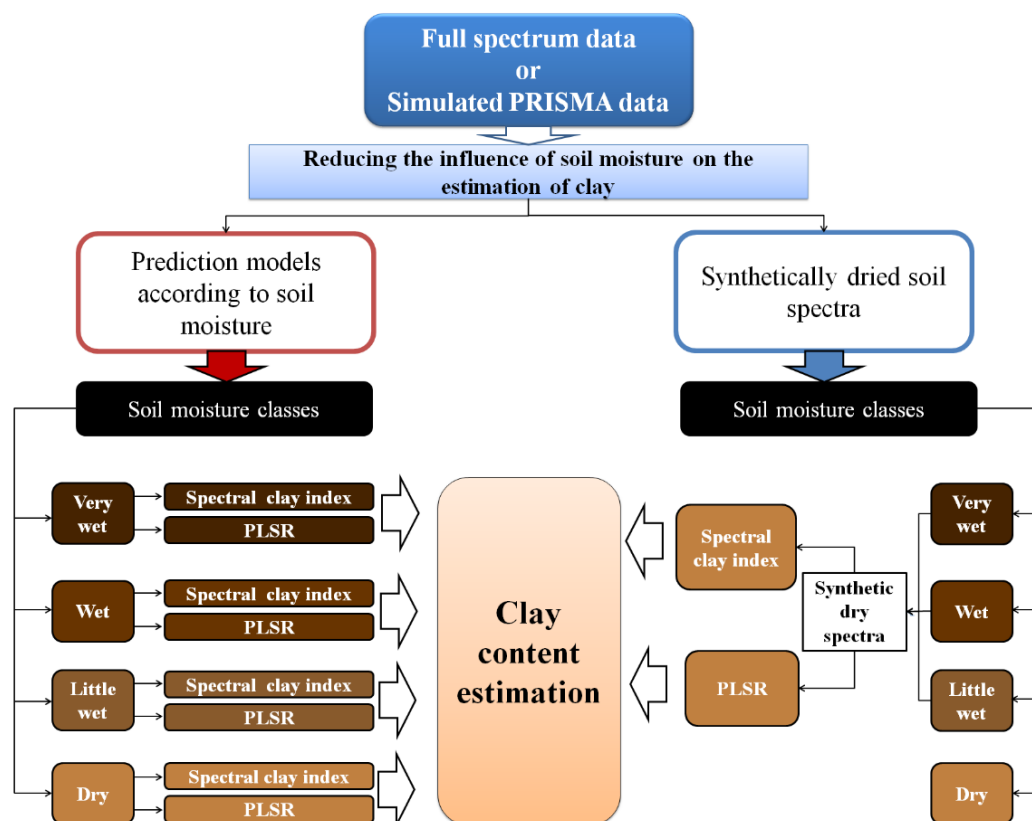 Full spectrum data
or
Simulated PRISMA data
Reducing the influence of soil moisture on the
estimation of clay
Prediction models
according to soil
moisture
Synthetically dried soil
spectra
Soil moisture classes
Soil moisture classes
Very
wet
Spectral clay index
PLSR
Wet
Spectral clay index
PLSR
Little
wet
Spectral clay index
PLSR
Dry
Spectral clay index
PLSR
Clay
content
estimation
Spectral
clay index
PLSR
Synthetic
dry
spectra
Very
wet
Wet
Little
wet
Dry